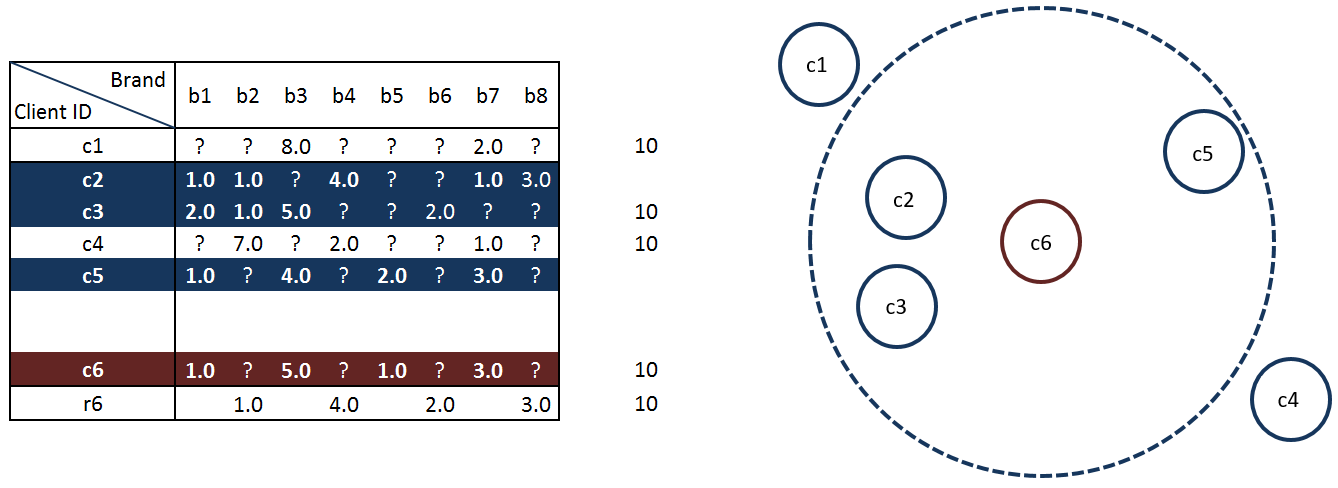 Brand
Client ID
b1 b2 b3 b4 b5 b6 b7 b8
c1 ? ? 8.0 ? ? ? 2.0 ? 10
c2 1.0 1.0 ? 4.0 ? ? 1.0 3.0
c3 2.0 1.0 5.0 ? ? 2.0 ? ? 10
c4 ? 7.0 ? 2.0 ? ? 1.0 ? 10
c5 1.0 ? 4.0 ? 2.0 ? 3.0 ?
c6 1.0 ? 5.0 ? 1.0 ? 3.0 ? 10
r6 1.0 4.0 2.0 3.0 10
c1
c5
c2
c6
c3
c4